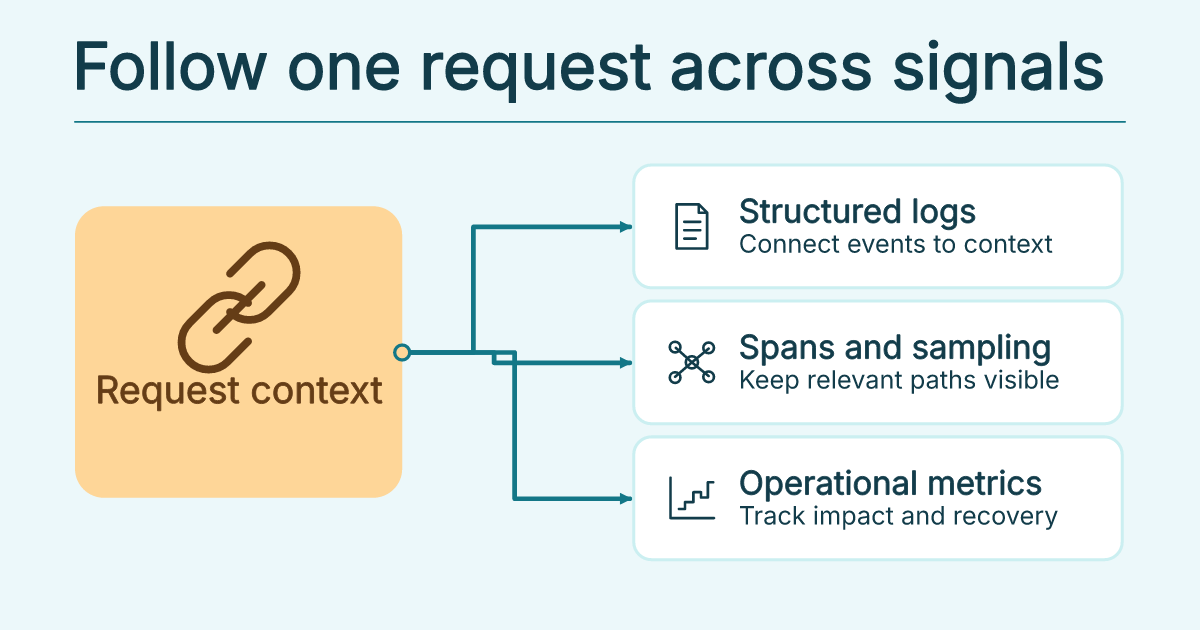 Follow one request across signals
Request context
Structured logs
Connect events to context
Spans and sampling
Keep relevant paths visible
Operational metrics
Track impact and recovery